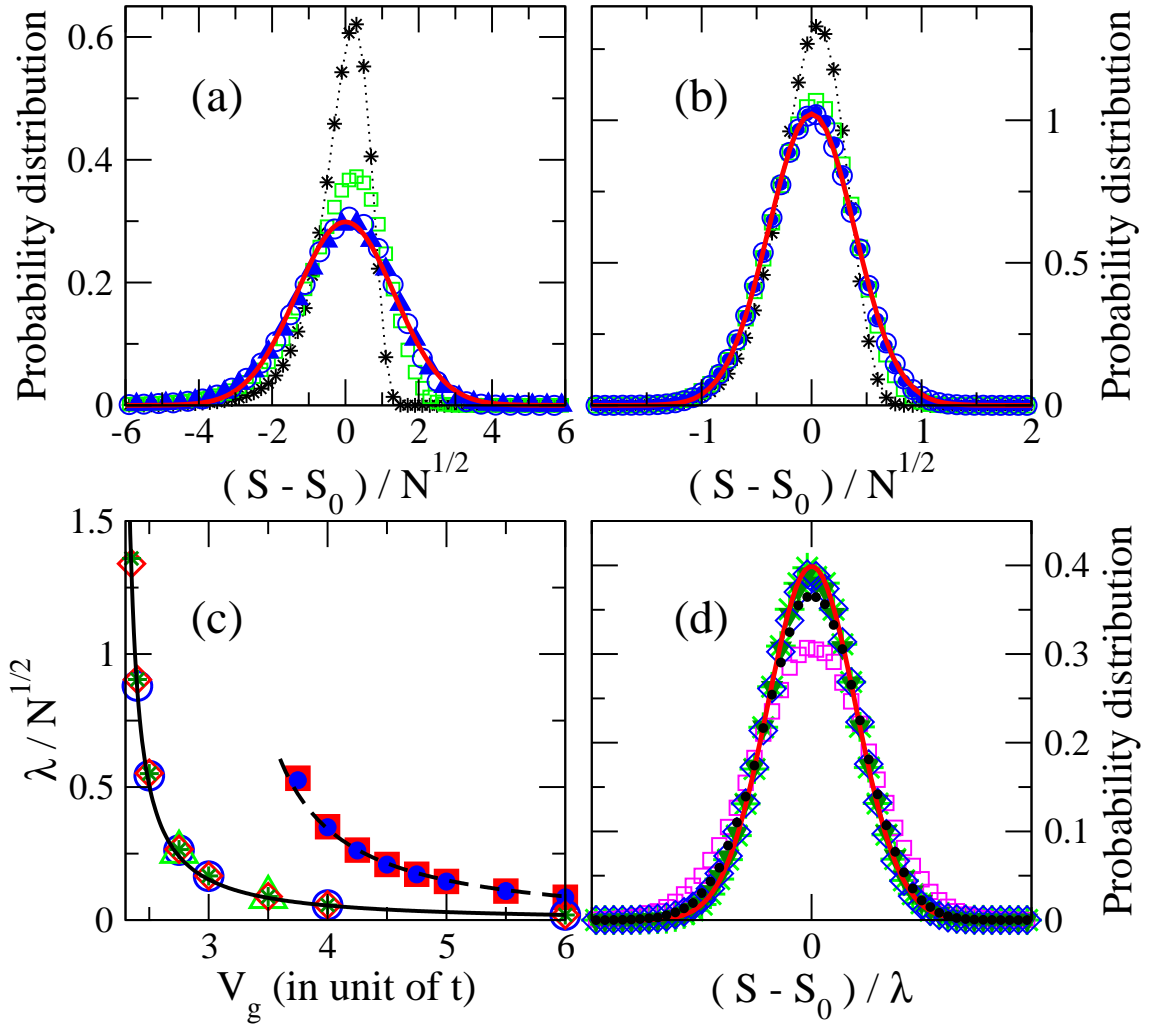 (a)
Probability distribution
0.6
0.4
0.2
0
-6 -4 -2 0 2 4 6
( S - S0 ) / N^1/2
(b)
Probability distribution
1
0.5
0
-1 0 1 2
( S - S0 ) / N^1/2
(c)
λ / N^1/2
1.5
1
0.5
0
3 4 5 6
Vg (in unit of t)
(d)
Probability distribution
0.4
0.3
0.2
0.1
0
0
( S - S0 ) / λ